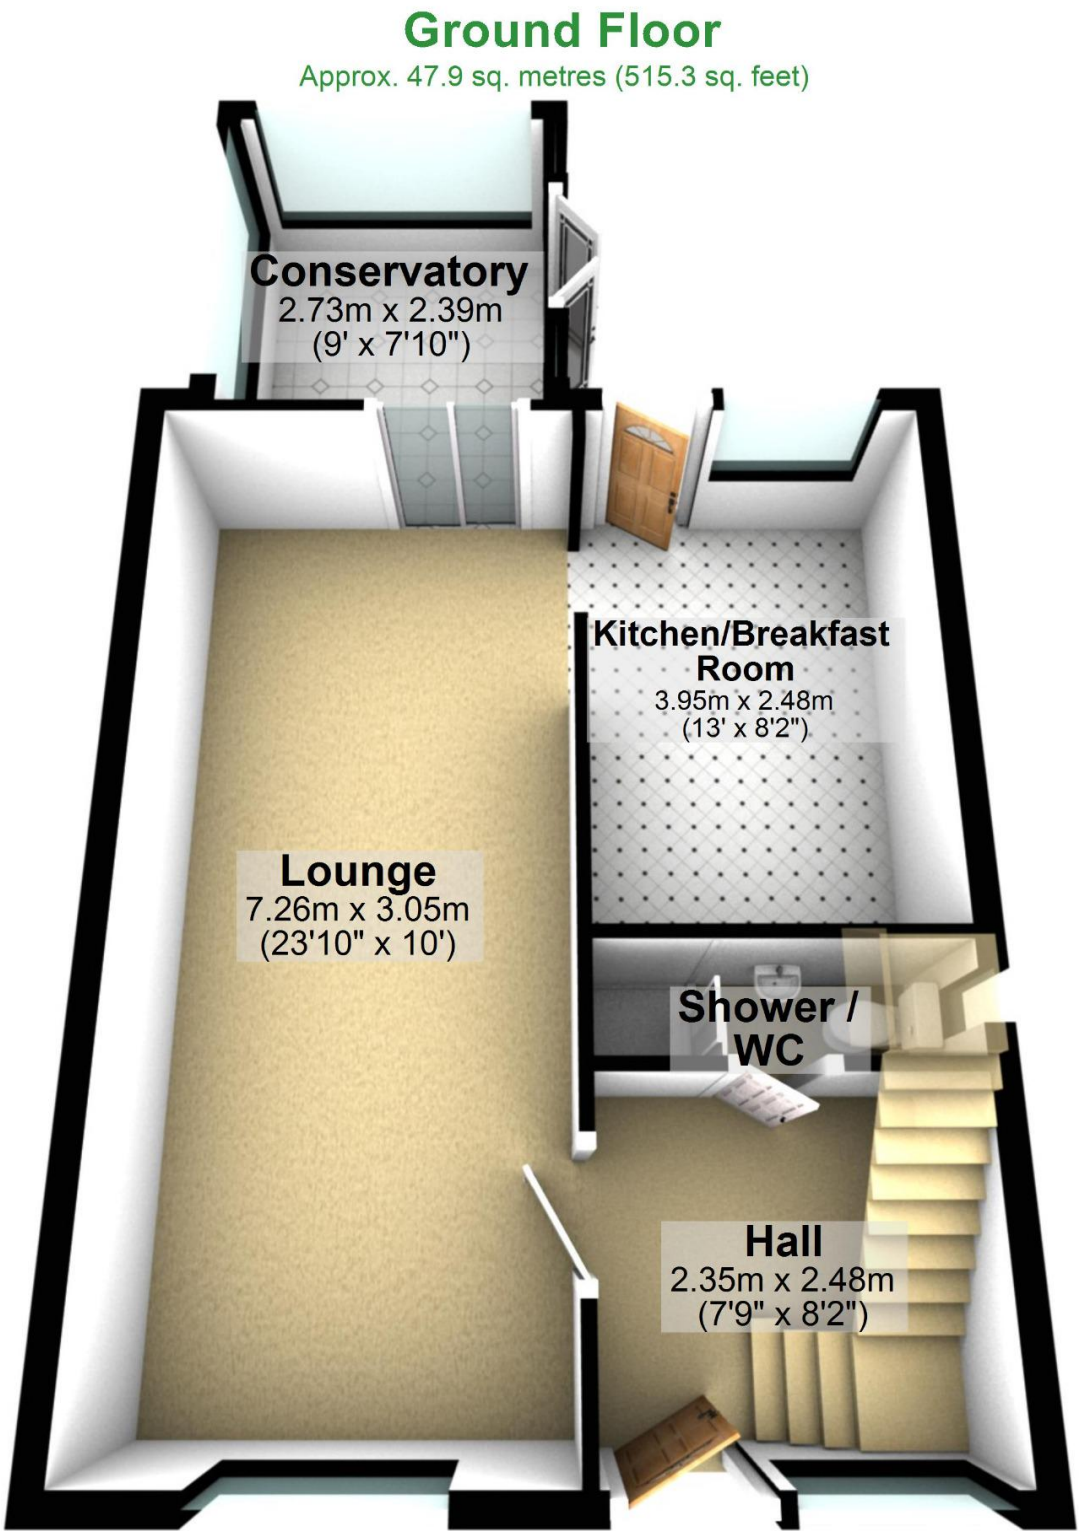 Ground Floor
Approx. 47.9 sq. metres (515.3 sq. feet)
Conservatory
2.73m x 2.39m
(9' x 7'10")
Kitchen/Breakfast
Room
3.95m x 2.48m
(13' x 8'2")
Lounge
7.26m x 3.05m
(23'10" x 10')
Shower /
WC
Hall
2.35m x 2.48m
(7'9" x 8'2")